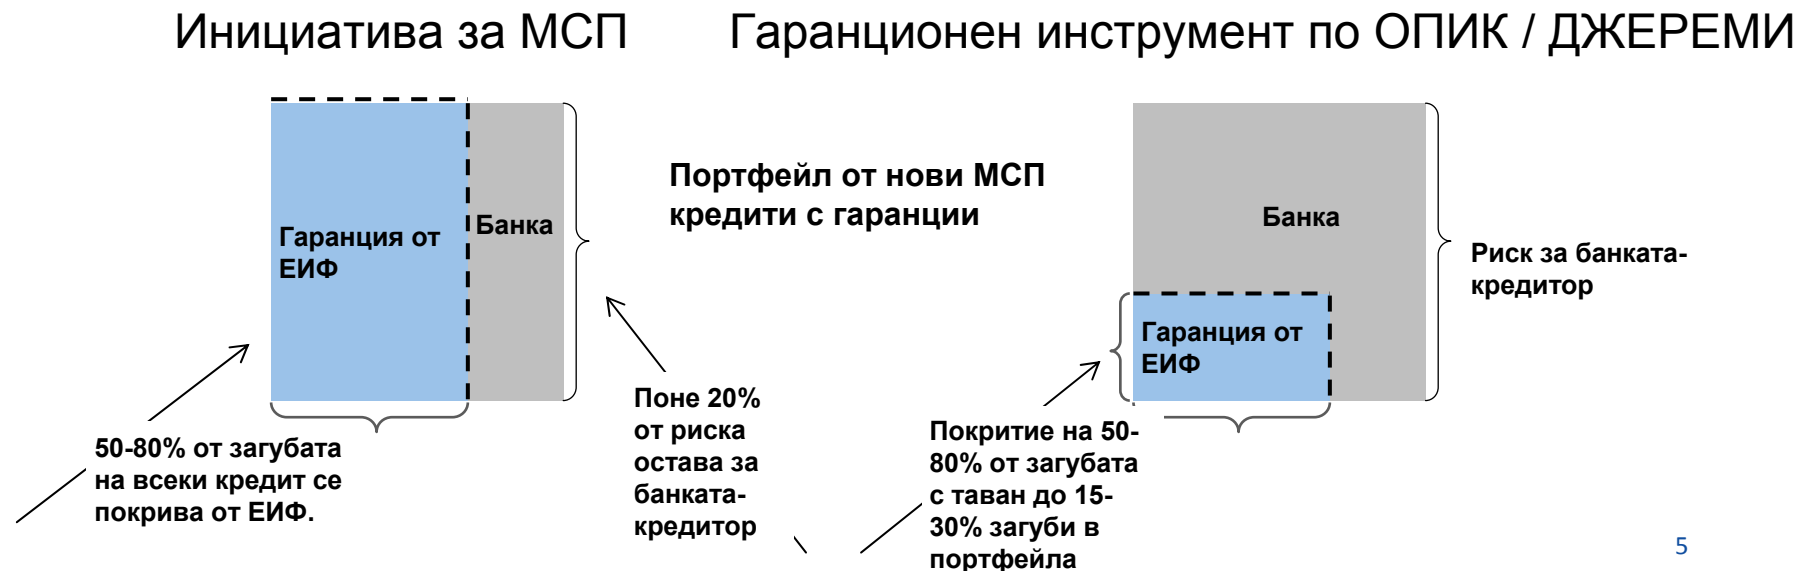 Инициатива за МСП
Гаранционен инструмент по ОПИК / ДЖЕРЕМИ
Гаранция от
ЕИФ
Банка
50-80% от загубата
на всеки кредит се
покрива от ЕИФ.
Портфейл от нови МСП
кредити с гаранции
Поне 20%
от риска
остава за
банката-
кредитор
Банка
Гаранция от
ЕИФ
Риск за банката-
кредитор
Покритие на 50-
80% от загубата
с таван до 15-
30% загуби в
портфейла
5